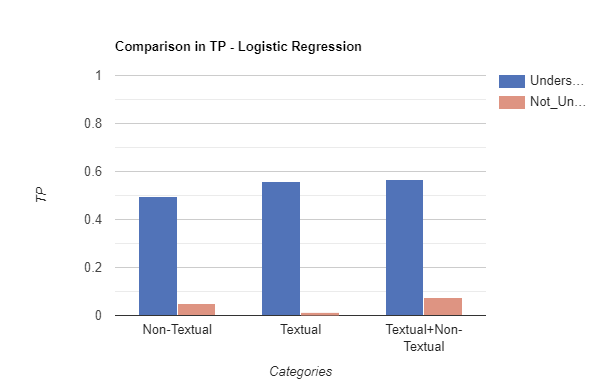 Comparison in TP - Logistic Regression
1
0.8
0.6
0.4
0.2
0
TP
Unders…
Not_Un…
Non-Textual
Textual
Textual+Non-
Textual
Categories